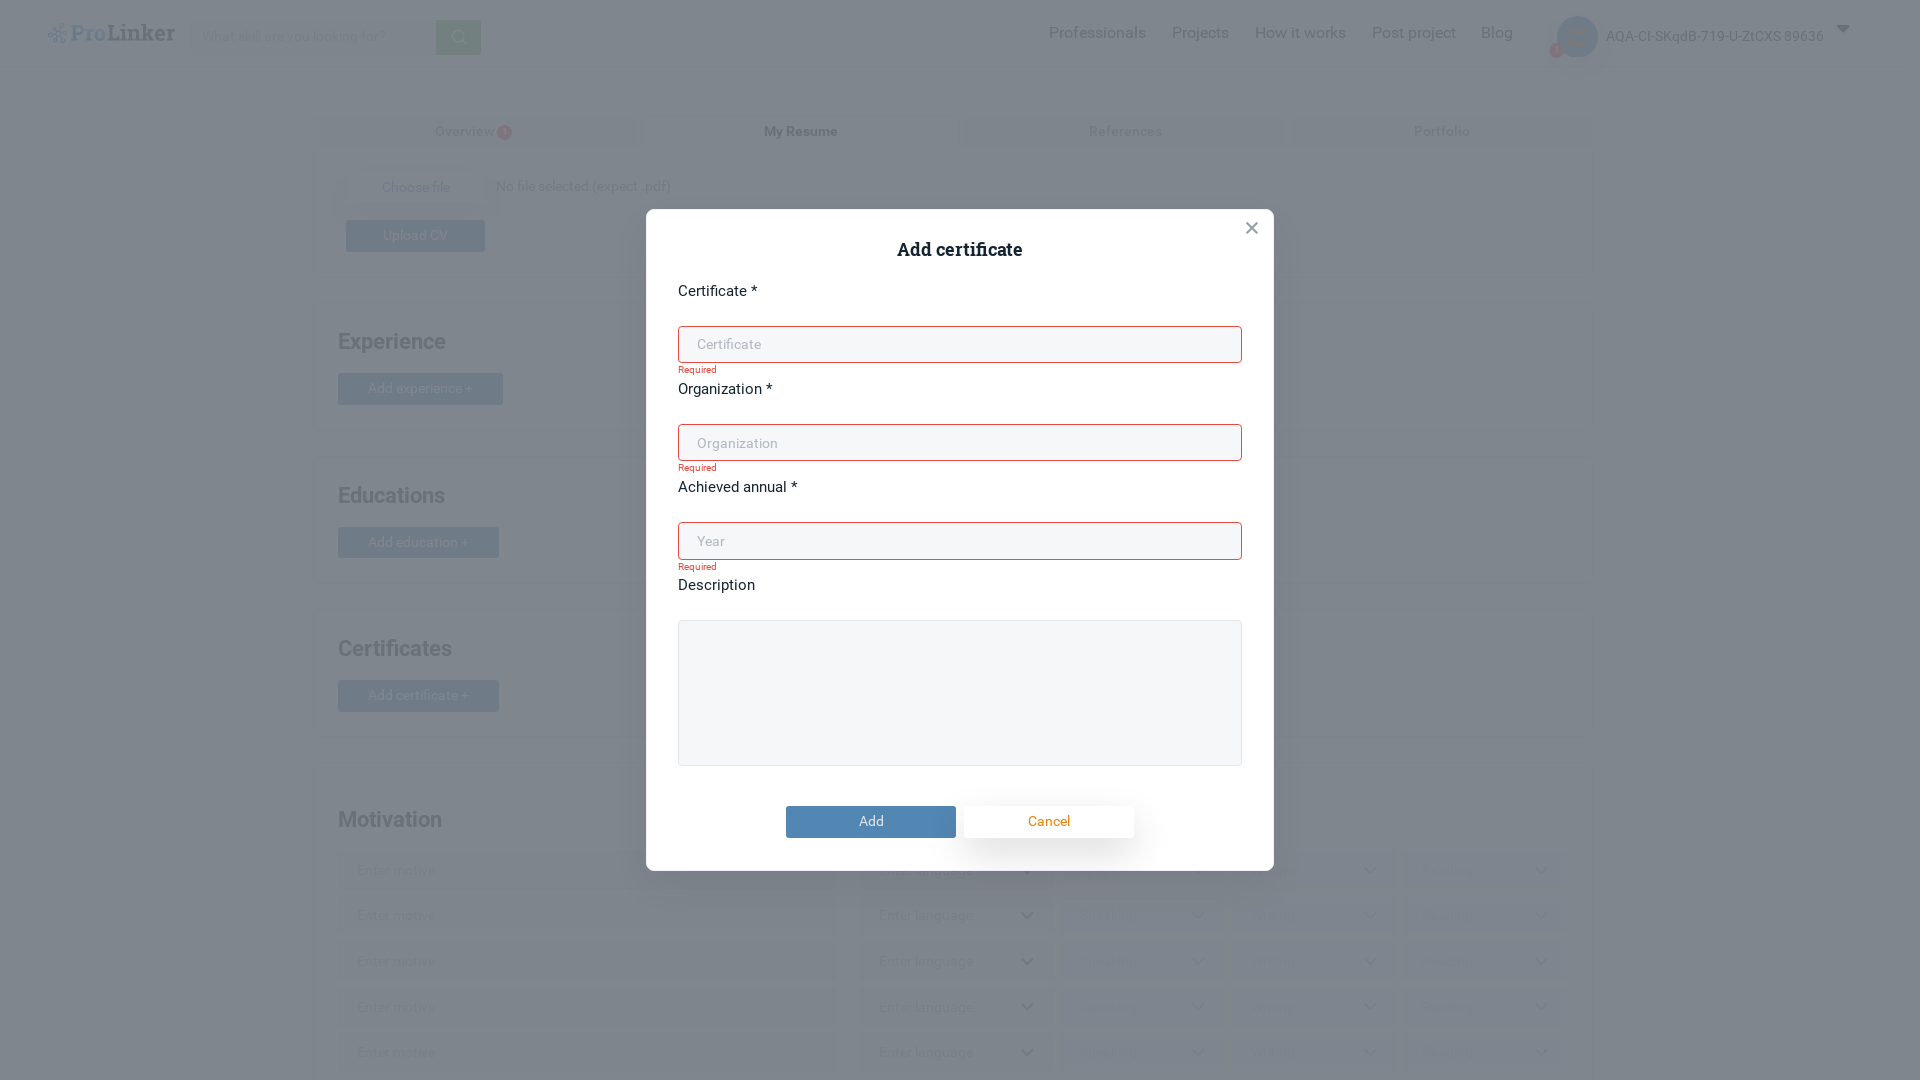 ProLinker
What skill are you looking for?
Professionals
Projects
How it works
Post project
Blog
1
AQA-CI-SKqdB-719-U-ZtCXS 89636
Overview 1
My Resume
References
Portfolio
Choose file
No file selected (expect .pdf)
Upload CV
Add certificate
Certificate *
Certificate
Required
Organization *
Organization
Required
Achieved annual *
Year
Required
Description
Add
Cancel
Experience
Add experience +
Educations
Add education +
Certificates
Add certificate +
Motivation
Enter motive
Enter motive
Enter language
Enter motive
Enter language
Enter motive
Enter language
Enter motive
Enter language